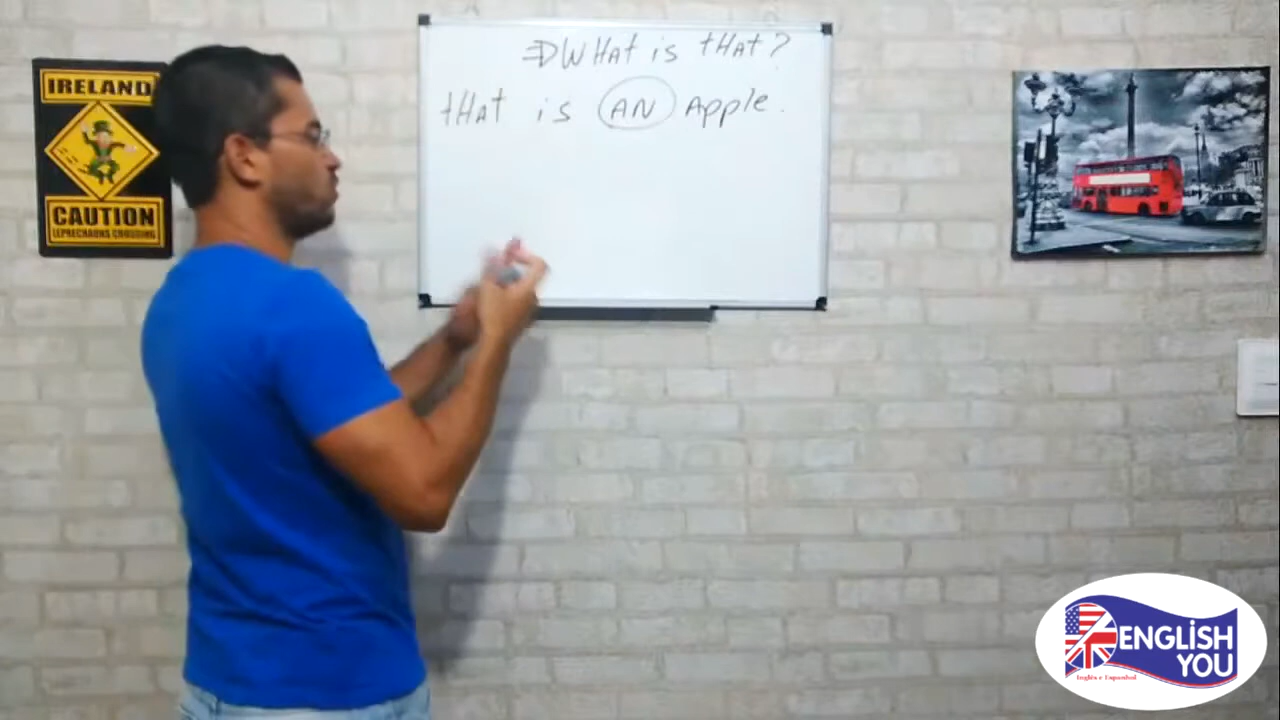 ⇒ WHat is tHat?
tHat is AN Apple.
IRELAND
CAUTION
LEPRECHAUNS CROSSING
ENGLiSH
YOU
Inglês e Espanhol